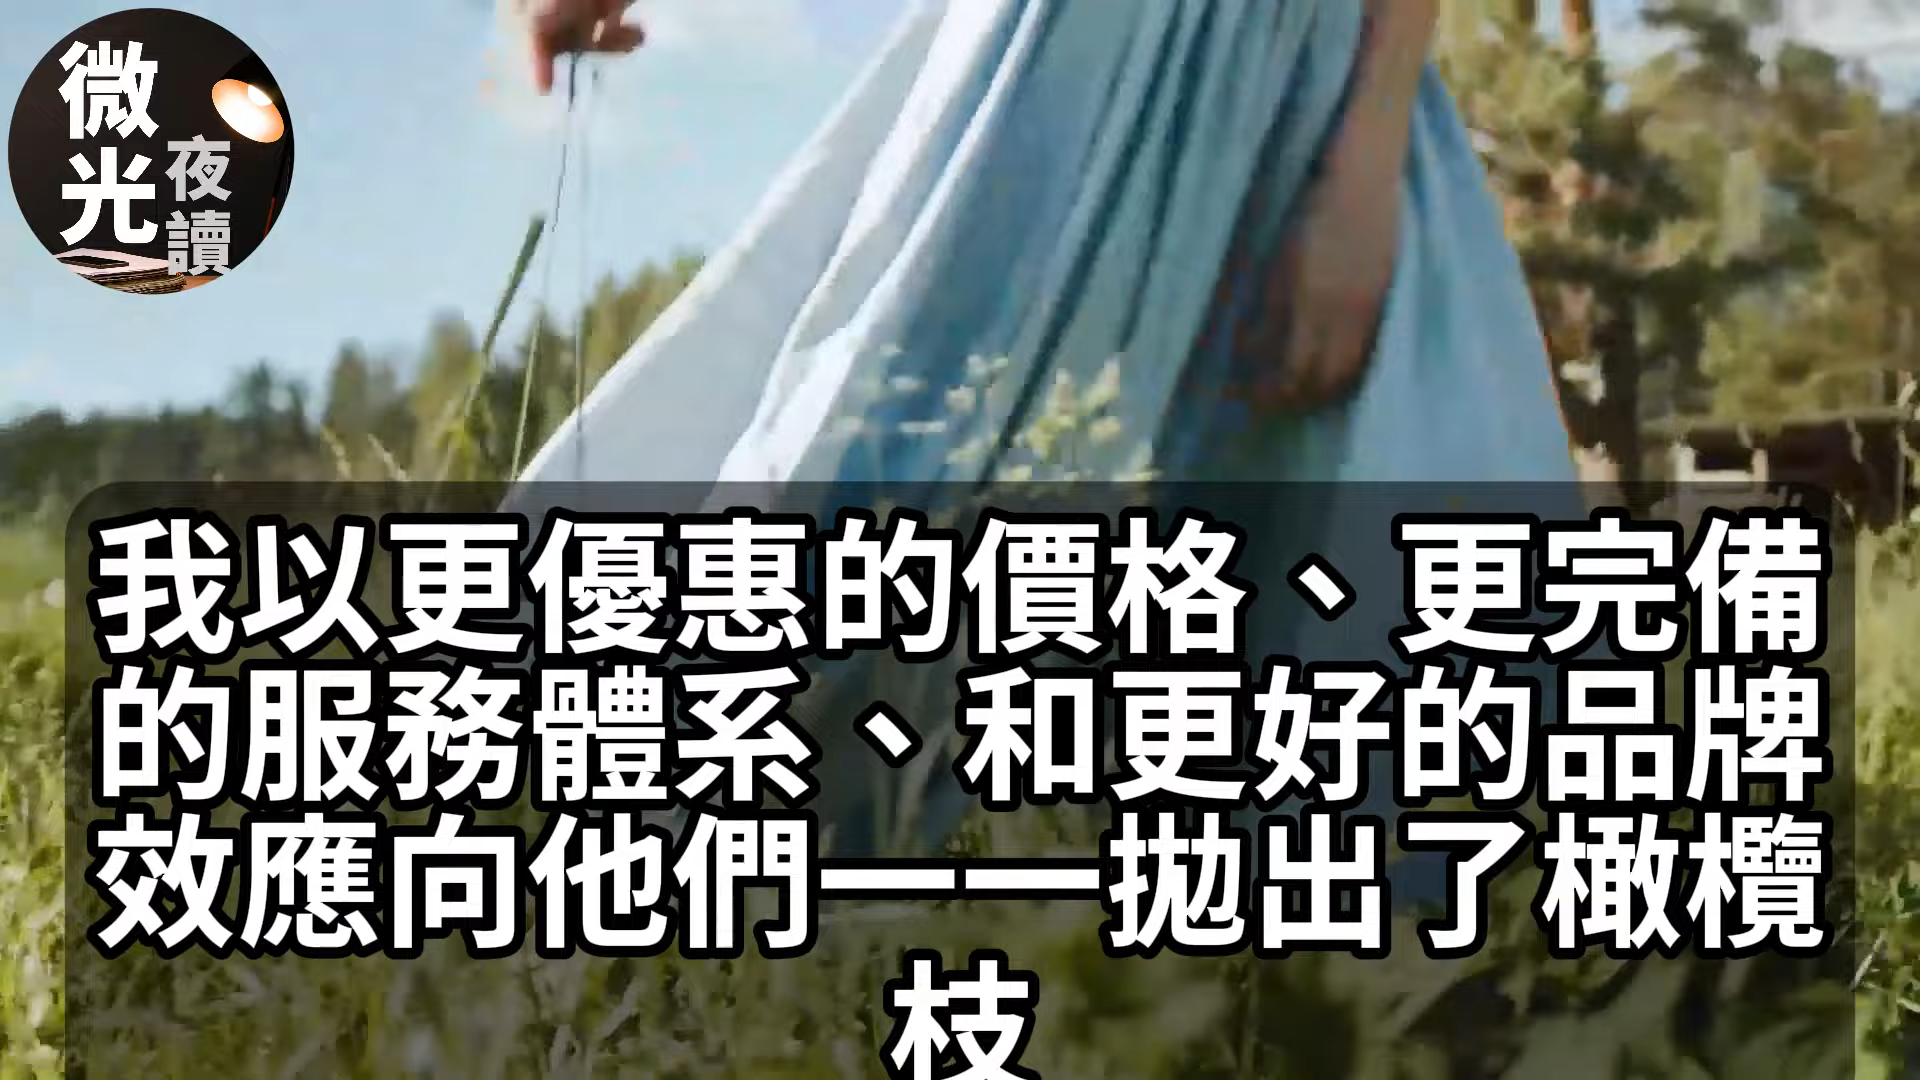 微光
夜讀
我以更優惠的價格、更完備
的服務體系、和更好的品牌
效應向他們——拋出了橄欖
枝